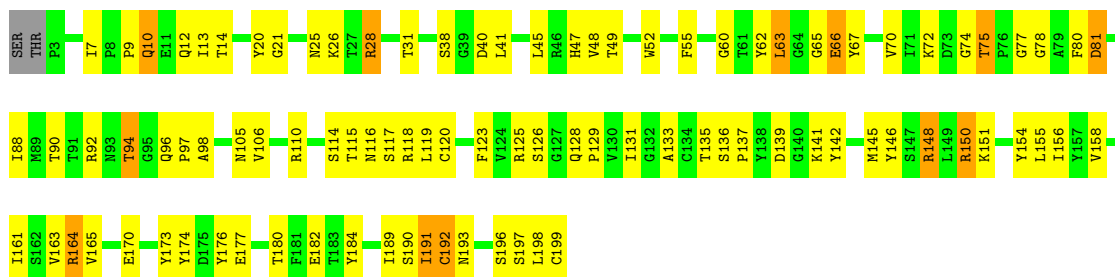 SER THR P3 I7 P8 P9 Q10 E11 Q12 I13 T14 Y20 G21 N25 K26 T27 R28 T31 S38 G39 D40 L41 L45 R46 H47 V48 T49 W52 F55 G60 T61 Y62 L63 G64 G65 E66 Y67 V70 I71 K72 D73 G74 T75 P76 G77 G78 A79 F80 D81
I88 M89 T90 T91 R92 N93 T94 G95 Q96 P97 A98 N105 V106 R110 S114 T115 N116 S117 R118 L119 C120 F123 V124 R125 S126 G127 Q128 P129 V130 I131 G132 A133 C134 T135 S136 P137 Y138 D139 G140 K141 Y142 M145 Y146 S147 R148 L149 R150 K151 Y154 L155 I156 Y157 V158
I161 S162 V163 R164 V165 E170 Y173 Y174 D175 Y176 E177 T180 F181 E182 T183 Y184 I189 S190 I191 C192 N193 S196 S197 L198 C199